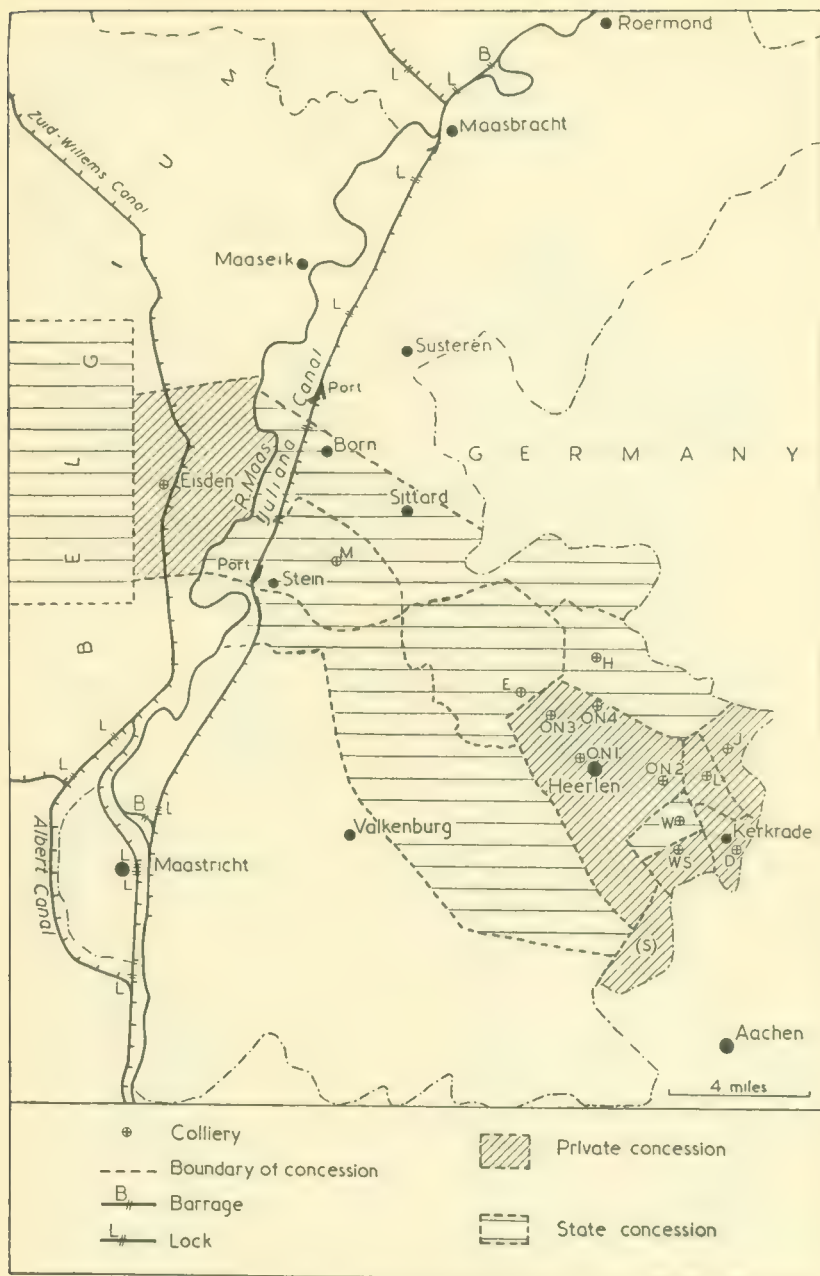 Roermond
B
L
L
M
Maasbracht
Zuid-Willems Canal
U
L
Maaseik
I
L
Susteren
G
Port
Canal
Born
G E R M A N Y
R. Maas
Juliana
L
Eisden
Sittard
E
M
Port
Stein
B
H
E
ON3
ON4
J
L
ON1
ON2
L
Heerlen
L
B
L
W
Valkenburg
Kerkrade
WS
D
Albert Canal
L
Maastricht
L
(S)
L
Aachen
4 miles
Colliery
Private concession
Boundary of concession
B
Barrage
L
Lock
State concession